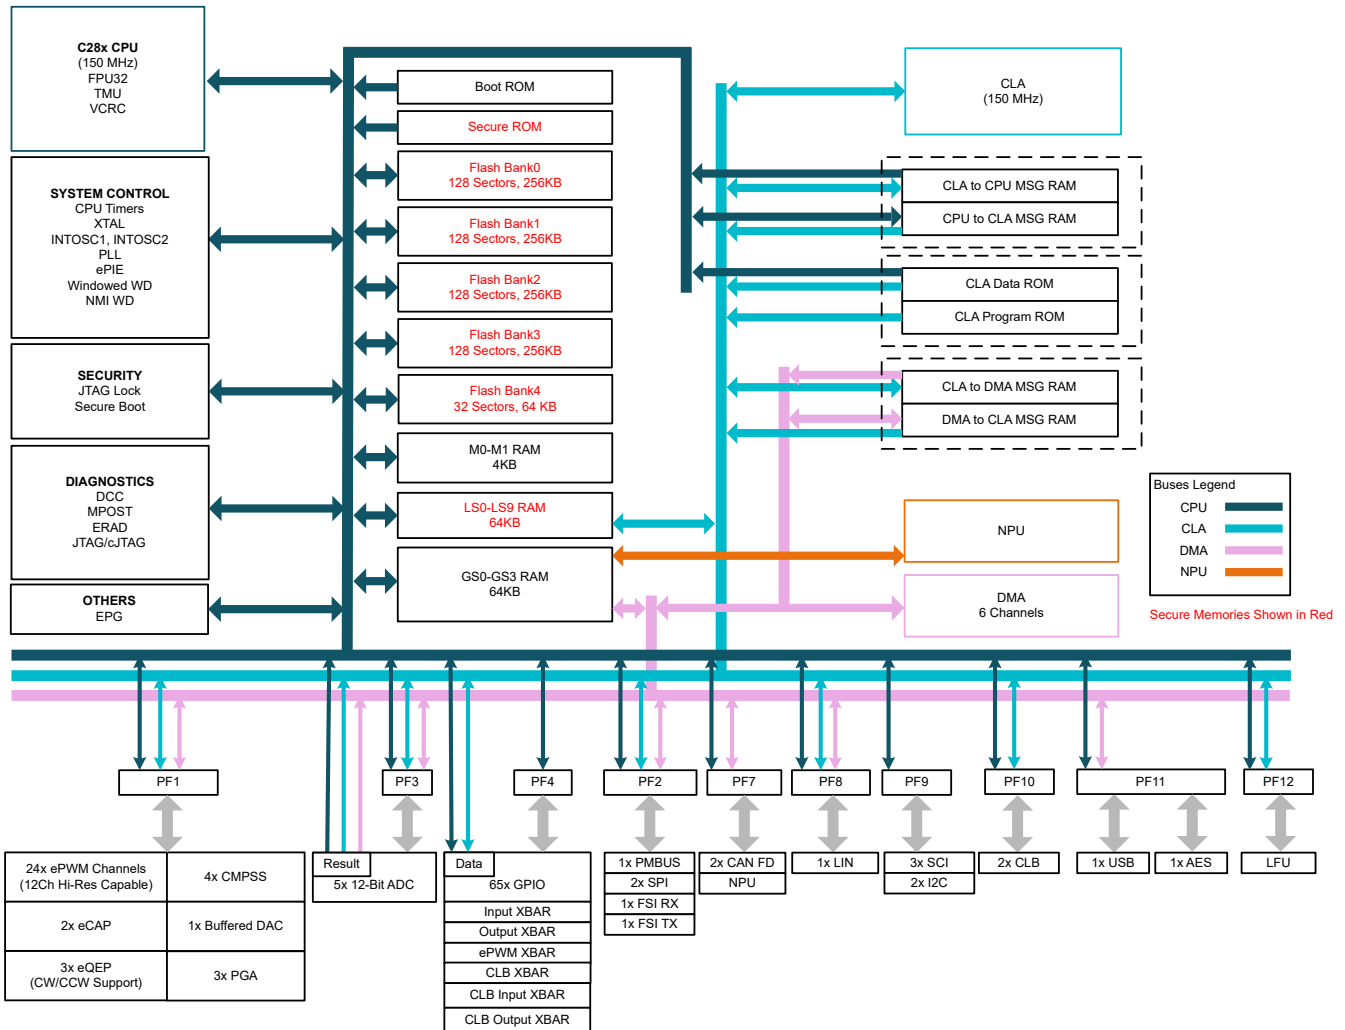 C28x CPU
(150 MHz)
FPU32
TMU
VCRC
SYSTEM CONTROL
CPU Timers
XTAL
INTOSC1, INTOSC2
PLL
ePIE
Windowed WD
NMI WD
SECURITY
JTAG Lock
Secure Boot
DIAGNOSTICS
DCC
MPOST
ERAD
JTAG/cJTAG
OTHERS
EPG
Boot ROM
Secure ROM
Flash Bank0
128 Sectors, 256KB
Flash Bank1
128 Sectors, 256KB
Flash Bank2
128 Sectors, 256KB
Flash Bank3
128 Sectors, 256KB
Flash Bank4
32 Sectors, 64 KB
M0-M1 RAM
4KB
LS0-LS9 RAM
64KB
GS0-GS3 RAM
64KB
CLA
(150 MHz)
CLA to CPU MSG RAM
CPU to CLA MSG RAM
CLA Data ROM
CLA Program ROM
CLA to DMA MSG RAM
DMA to CLA MSG RAM
NPU
DMA
6 Channels
Buses Legend
CPU
CLA
DMA
NPU
Secure Memories Shown in Red
PF1
PF3
PF4
PF2
PF7
PF8
PF9
PF10
PF11
PF12
24x ePWM Channels
(12Ch Hi-Res Capable)
4x CMPSS
2x eCAP
1x Buffered DAC
3x eQEP
(CW/CCW Support)
3x PGA
Result
5x 12-Bit ADC
Data
65x GPIO
Input XBAR
Output XBAR
ePWM XBAR
CLB XBAR
CLB Input XBAR
CLB Output XBAR
1x PMBUS
2x SPI
1x FSI RX
1x FSI TX
2x CAN FD
NPU
1x LIN
3x SCI
2x I2C
2x CLB
1x USB
1x AES
LFU